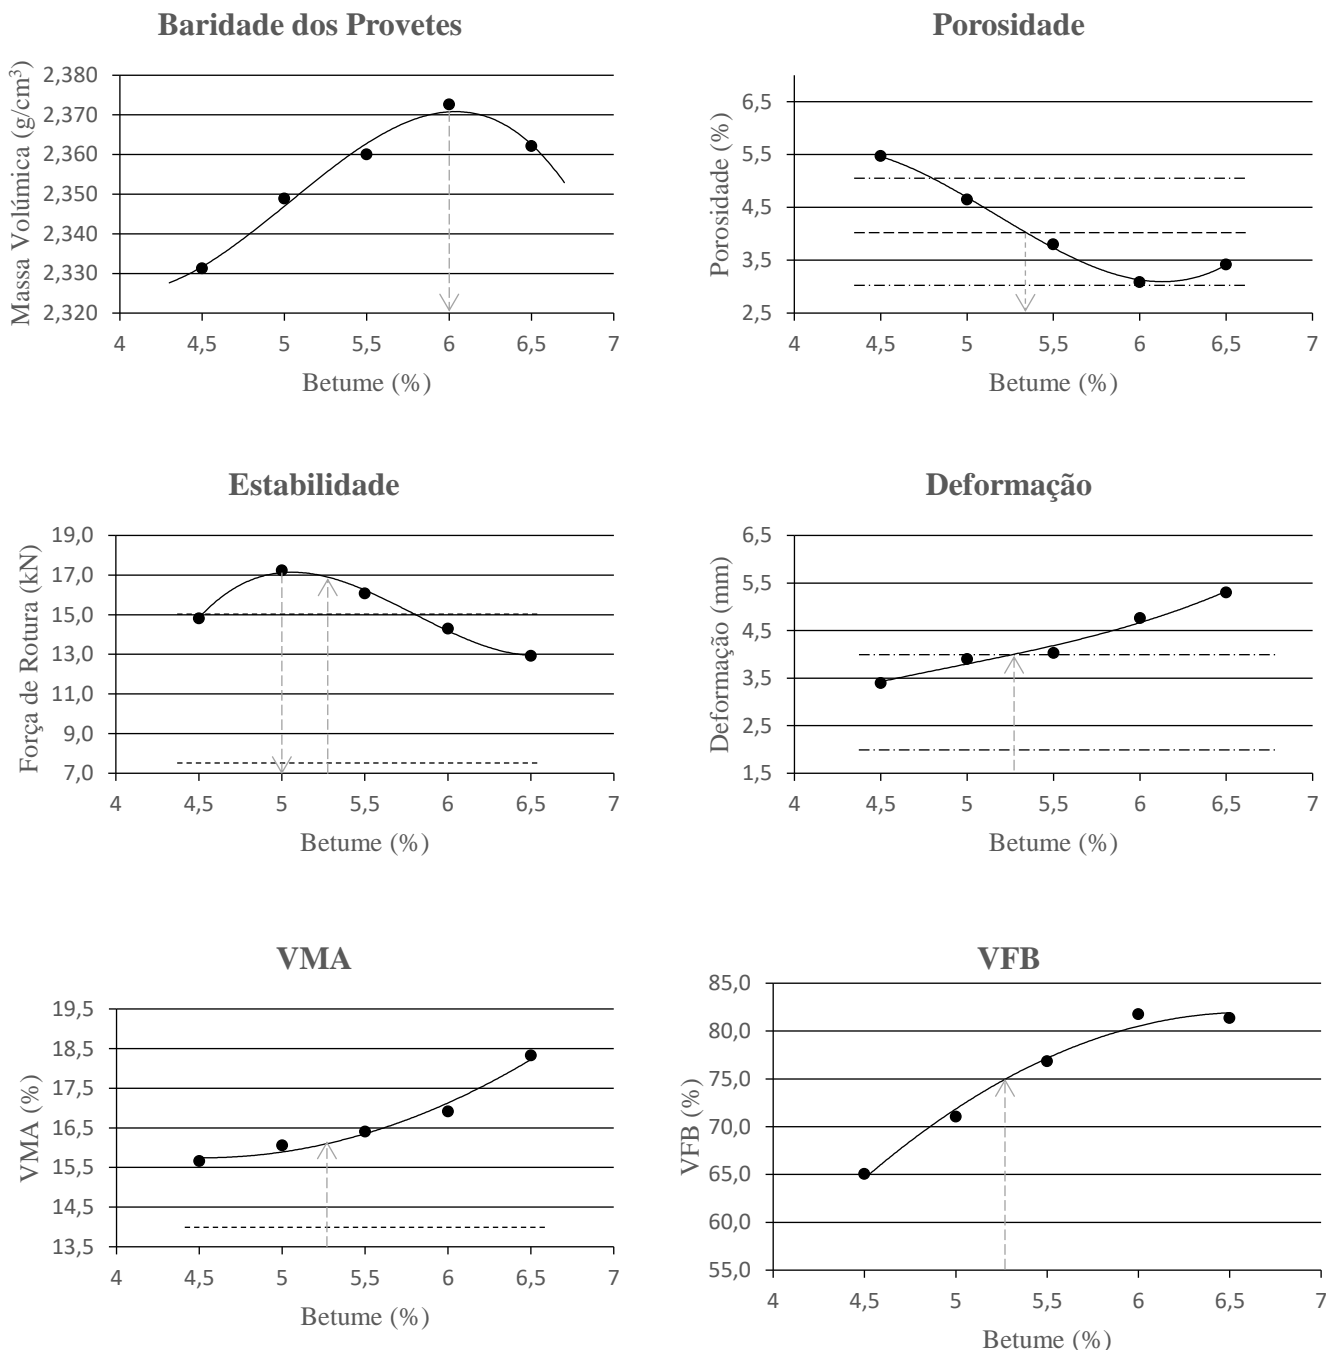 Baridade dos Provetes
Massa Volúmica (g/cm³)
2,380
2,370
2,360
2,350
2,340
2,330
2,320
4 4,5 5 5,5 6 6,5 7
Betume (%)
Porosidade
Porosidade (%)
6,5
5,5
4,5
3,5
2,5
4 4,5 5 5,5 6 6,5 7
Betume (%)
Estabilidade
Força de Rotura (kN)
19,0
17,0
15,0
13,0
11,0
9,0
7,0
4 4,5 5 5,5 6 6,5 7
Betume (%)
Deformação
Deformação (mm)
6,5
5,5
4,5
3,5
2,5
1,5
4 4,5 5 5,5 6 6,5 7
Betume (%)
VMA
VMA (%)
19,5
18,5
17,5
16,5
15,5
14,5
13,5
4 4,5 5 5,5 6 6,5 7
Betume (%)
VFB
VFB (%)
85,0
80,0
75,0
70,0
65,0
60,0
55,0
4 4,5 5 5,5 6 6,5 7
Betume (%)